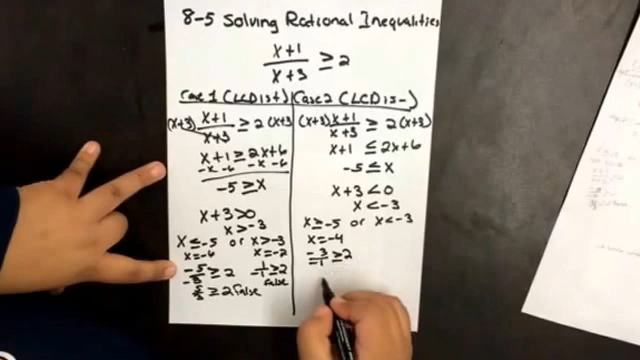 8-5 Solving Rational Inequalities
x+1
x+3
≥ 2
Case 1 (LCD is +)
(x+3) x+1 ≥ 2 (x+3)
x+3
x+1 ≥ 2x+6
-x -6 -x -6
-5 ≥ x
x+3 > 0
x > -3
x ≤ -5 or x > -3
x = -6 x = -2
-5 ≥ 2 -1 ≥ 2
-3 1
5 ≥ 2 False False
3
Case 2 (LCD is -)
(x+3) x+1 ≥ 2 (x+3)
x+3
x+1 ≤ 2x+6
-5 ≤ x
x+3 < 0
x < -3
x ≥ -5 or x < -3
x = -4
-3 ≥ 2
-1